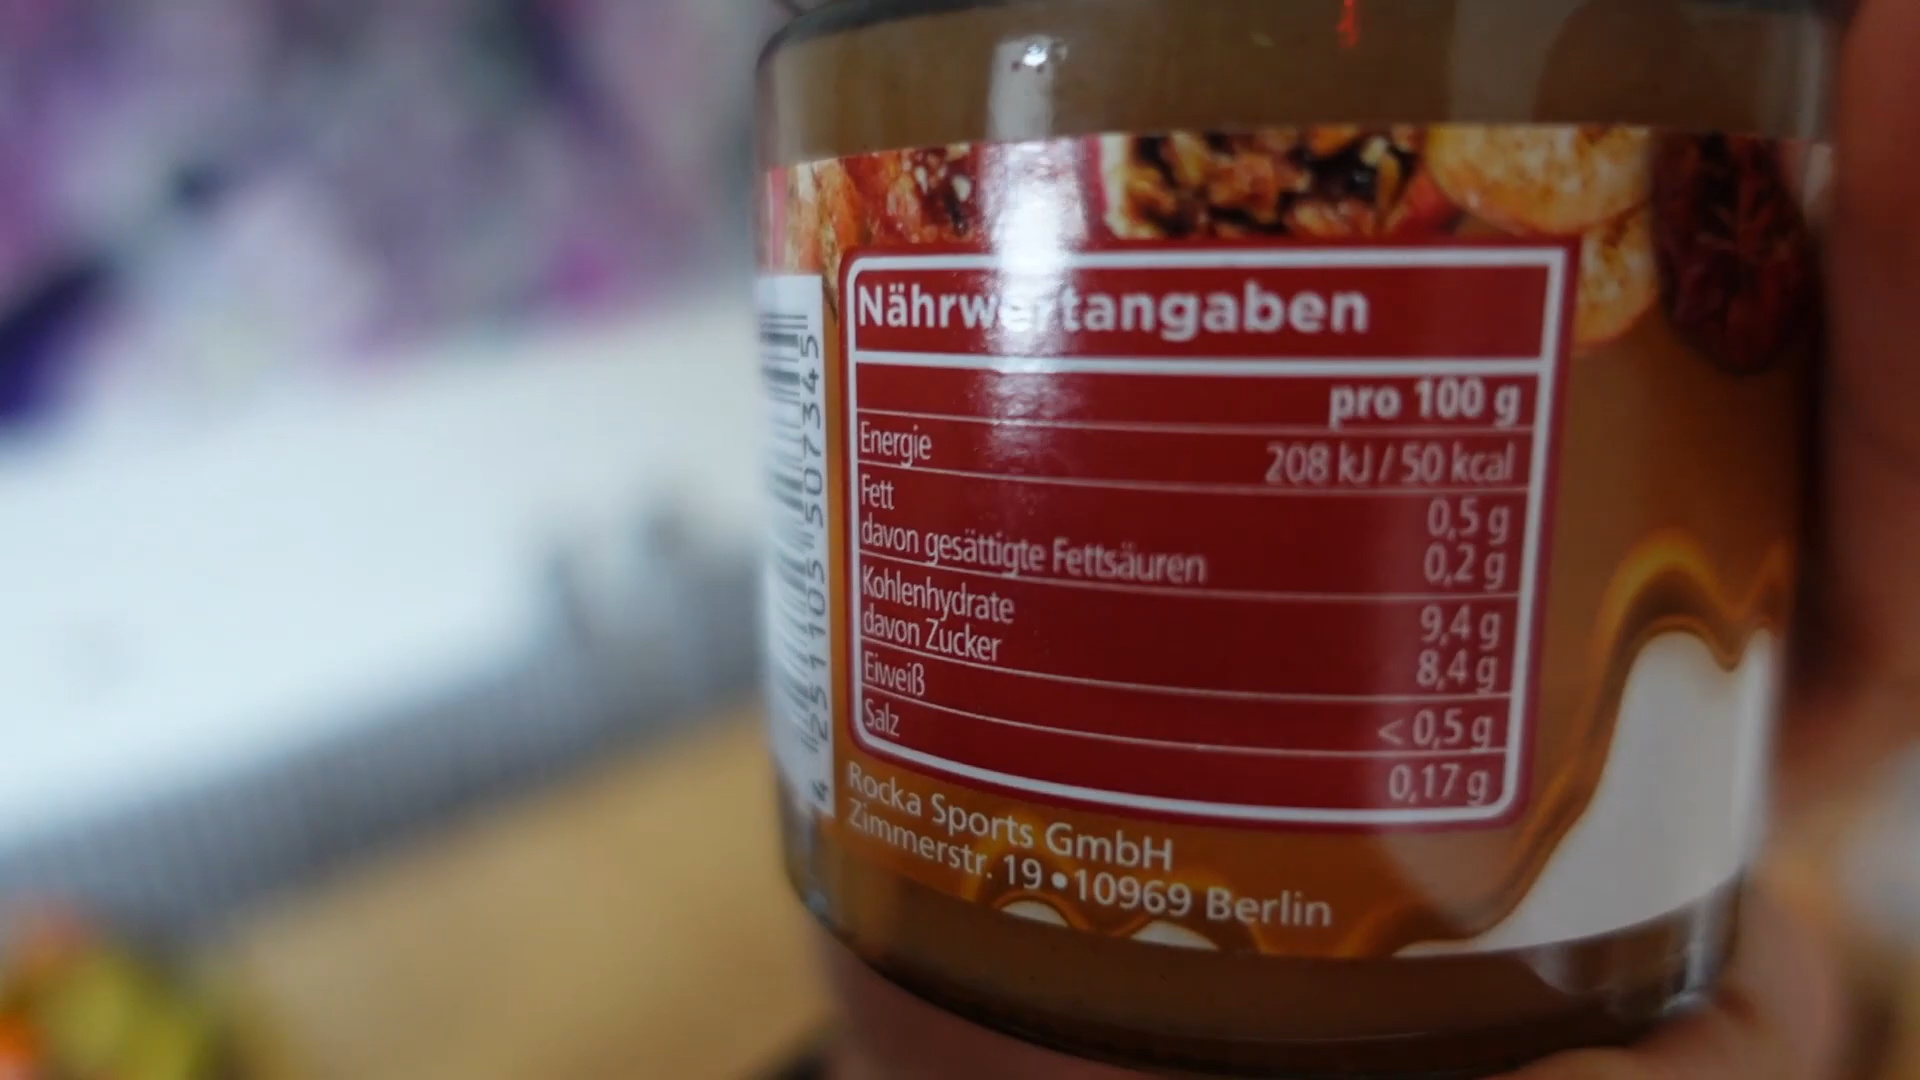 Nährwertangaben
pro 100 g
Energie 208 kJ / 50 kcal
Fett 0,5 g
davon gesättigte Fettsäuren 0,2 g
Kohlenhydrate 9,4 g
davon Zucker 8,4 g
Eiweiß < 0,5 g
Salz 0,17 g
Rocka Sports GmbH
Zimmerstr. 19 • 10969 Berlin
4 251105 507345